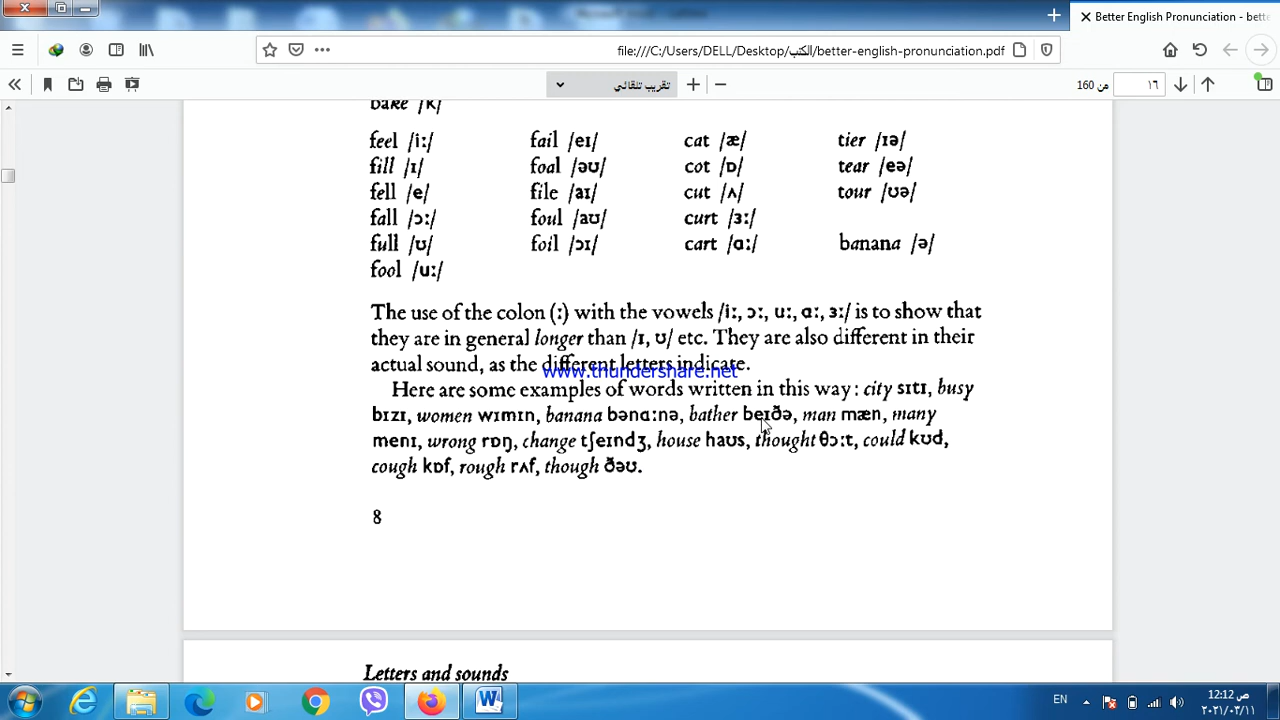 Better English Pronunciation - bette
file:///C:/Users/DELL/Desktop/الكتب/better-english-pronunciation.pdf
تقريب تلقائي
١٦ من 160
bake /k/
feel /iː/ fail /eɪ/ cat /æ/ tier /ɪə/
fill /ɪ/ foal /əʊ/ cot /ɒ/ tear /eə/
fell /e/ file /aɪ/ cut /ʌ/ tour /ʊə/
fall /ɔː/ foul /aʊ/ curt /ɜː/
full /ʊ/ foil /ɔɪ/ cart /ɑː/ banana /ə/
fool /uː/
The use of the colon (ː) with the vowels /iː, ɔː, uː, ɑː, ɜː/ is to show that
they are in general longer than /ɪ, ʊ/ etc. They are also different in their
actual sound, as the different letters indicate.
www.thundershare.net
Here are some examples of words written in this way: city sɪtɪ, busy
bɪzɪ, women wɪmɪn, banana bənɑːnə, bather beɪðə, man mæn, many
menɪ, wrong rɒŋ, change tʃeɪndʒ, house haʊs, thought θɔːt, could kʊd,
cough kɒf, rough rʌf, though ðəʊ.
8
Letters and sounds
EN
12:12 ص
٢٠٢١/٠٣/١١